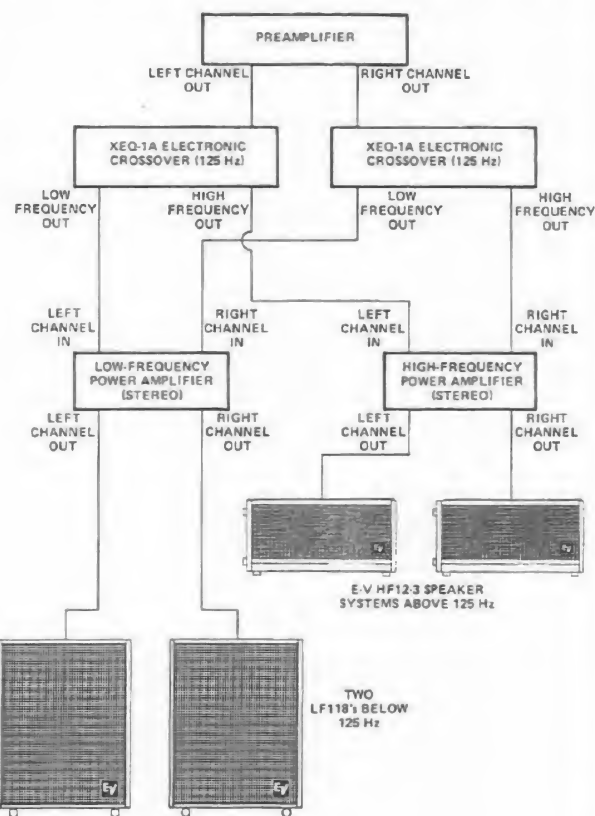 PREAMPLIFIER
LEFT CHANNEL
OUT
RIGHT CHANNEL
OUT
XEQ-1A ELECTRONIC
CROSSOVER (125 Hz)
XEQ-1A ELECTRONIC
CROSSOVER (125 Hz)
LOW
FREQUENCY
OUT
HIGH
FREQUENCY
OUT
LOW
FREQUENCY
OUT
HIGH
FREQUENCY
OUT
LEFT
CHANNEL
IN
RIGHT
CHANNEL
IN
LEFT
CHANNEL
IN
RIGHT
CHANNEL
IN
LOW-FREQUENCY
POWER AMPLIFIER
(STEREO)
HIGH-FREQUENCY
POWER AMPLIFIER
(STEREO)
LEFT
CHANNEL
OUT
RIGHT
CHANNEL
OUT
LEFT
CHANNEL
OUT
RIGHT
CHANNEL
OUT
EV
EV
E-V HF12-3 SPEAKER
SYSTEMS ABOVE 125 Hz
TWO
LF118's BELOW
125 Hz
EV
EV